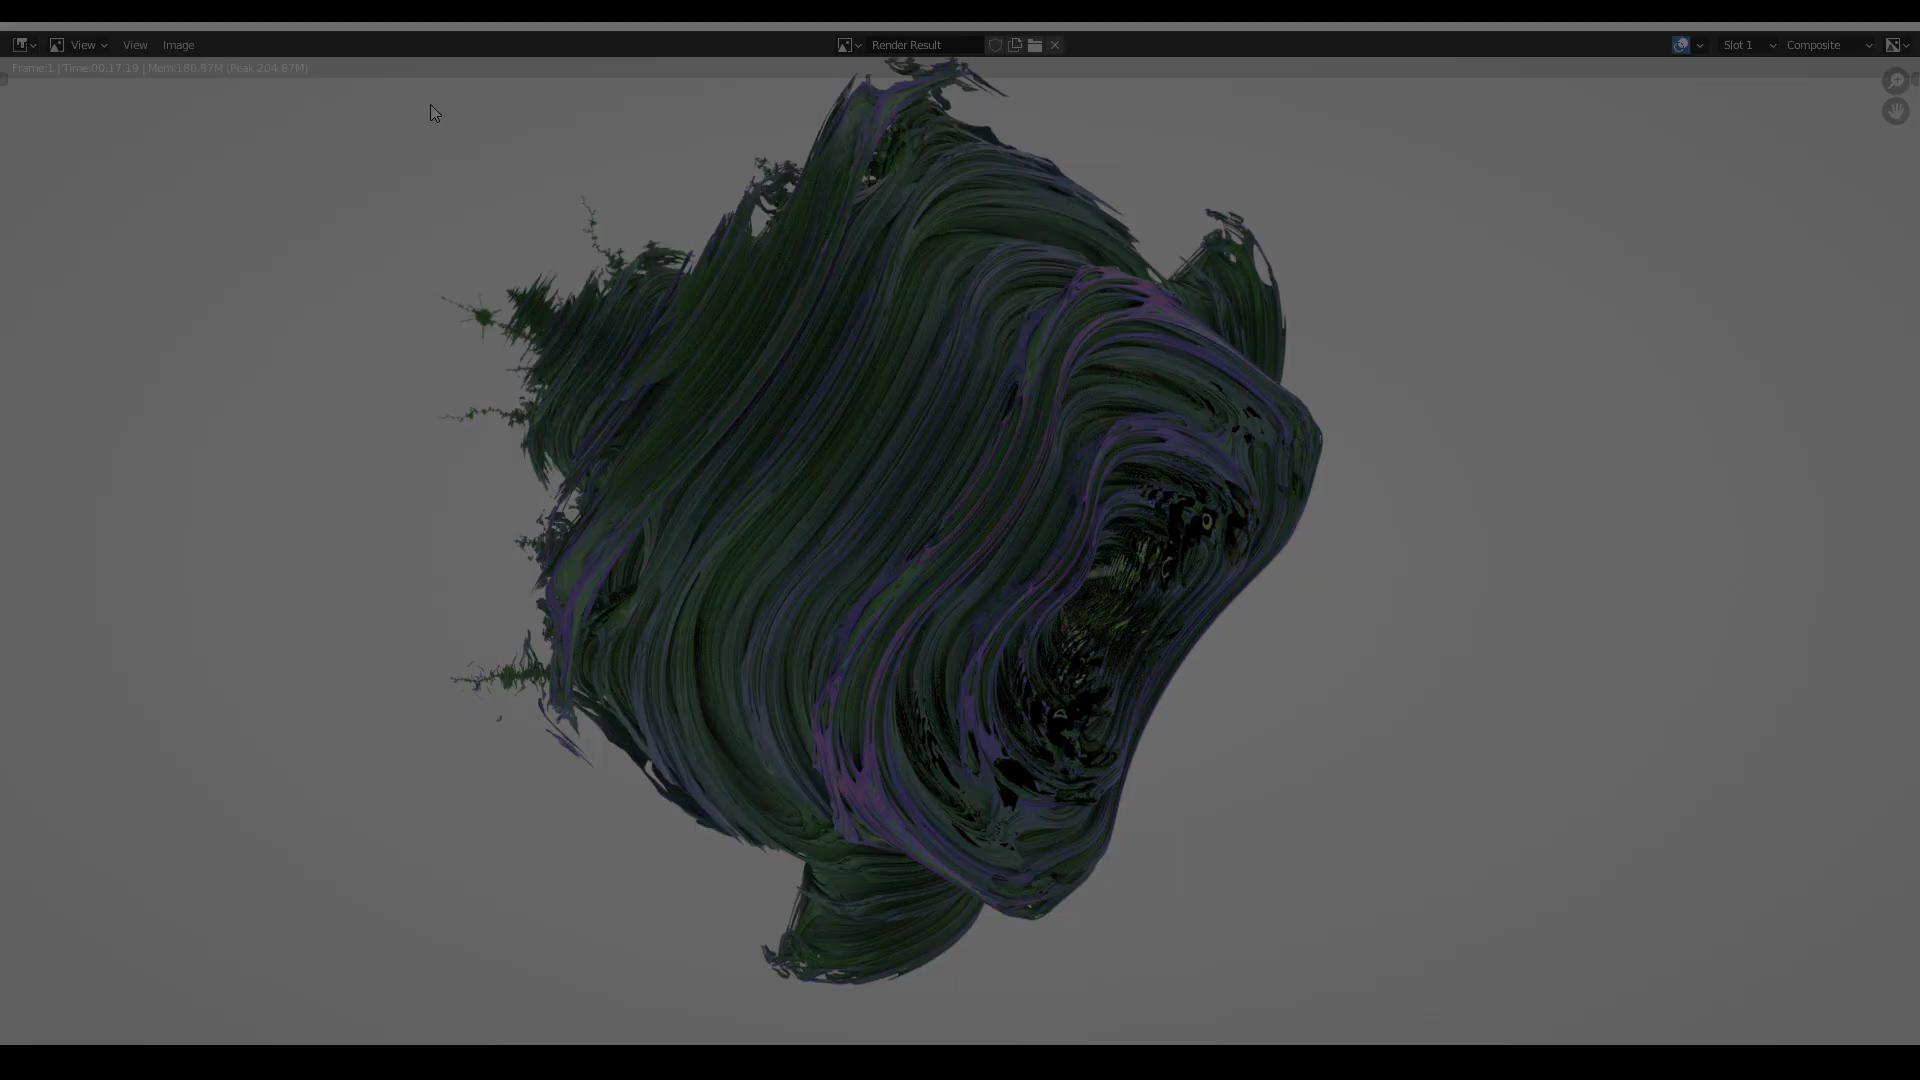 View View Image Render Result Slot 1 Composite
Frame:1 | Time:00:17.19 | Mem:180.87M (Peak 204.87M)